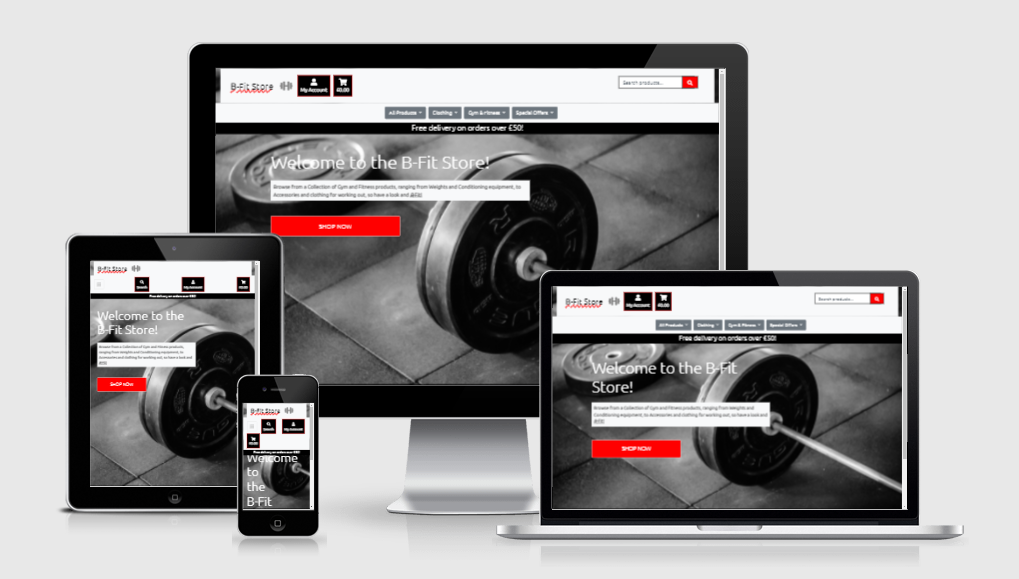 B-Fit Store
My Account
£0.00
Search products...
All Products
Clothing
Gym & Fitness
Special Offers
Free delivery on orders over £50!
Welcome to the B-Fit Store!
Browse from a Collection of Gym and Fitness products, ranging from Weights and Conditioning equipment, to
Accessories and clothing for working out, so have a look and
SHOP NOW
B-Fit Store
Search
My Account
£0.00
Free delivery on orders over £50!
Welcome to the
B-Fit Store!
Browse from a Collection of Gym and Fitness products,
ranging from Weights and Conditioning equipment, to
Accessories and clothing for working out, so have a look and
SHOP NOW
B-Fit Store
Search
My Account
£0.00
Free delivery on orders over £50!
Welcome
to
the
B-Fit
B-Fit Store
My Account
£0.00
Search products...
All Products
Clothing
Gym & Fitness
Special Offers
Free delivery on orders over £50!
Welcome to the B-Fit
Store!
Browse from a Collection of Gym and Fitness products, ranging from Weights and
Conditioning equipment, to Accessories and clothing for working out, so have a look and
SHOP NOW